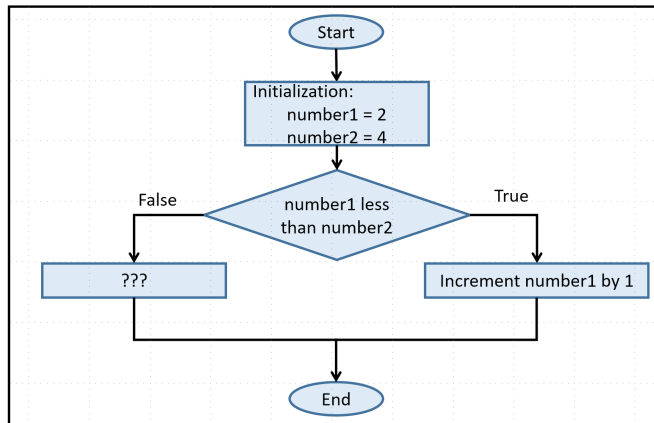 Start
Initialization:
number1 = 2
number2 = 4
number1 less
than number2
False
True
???
Increment number1 by 1
End